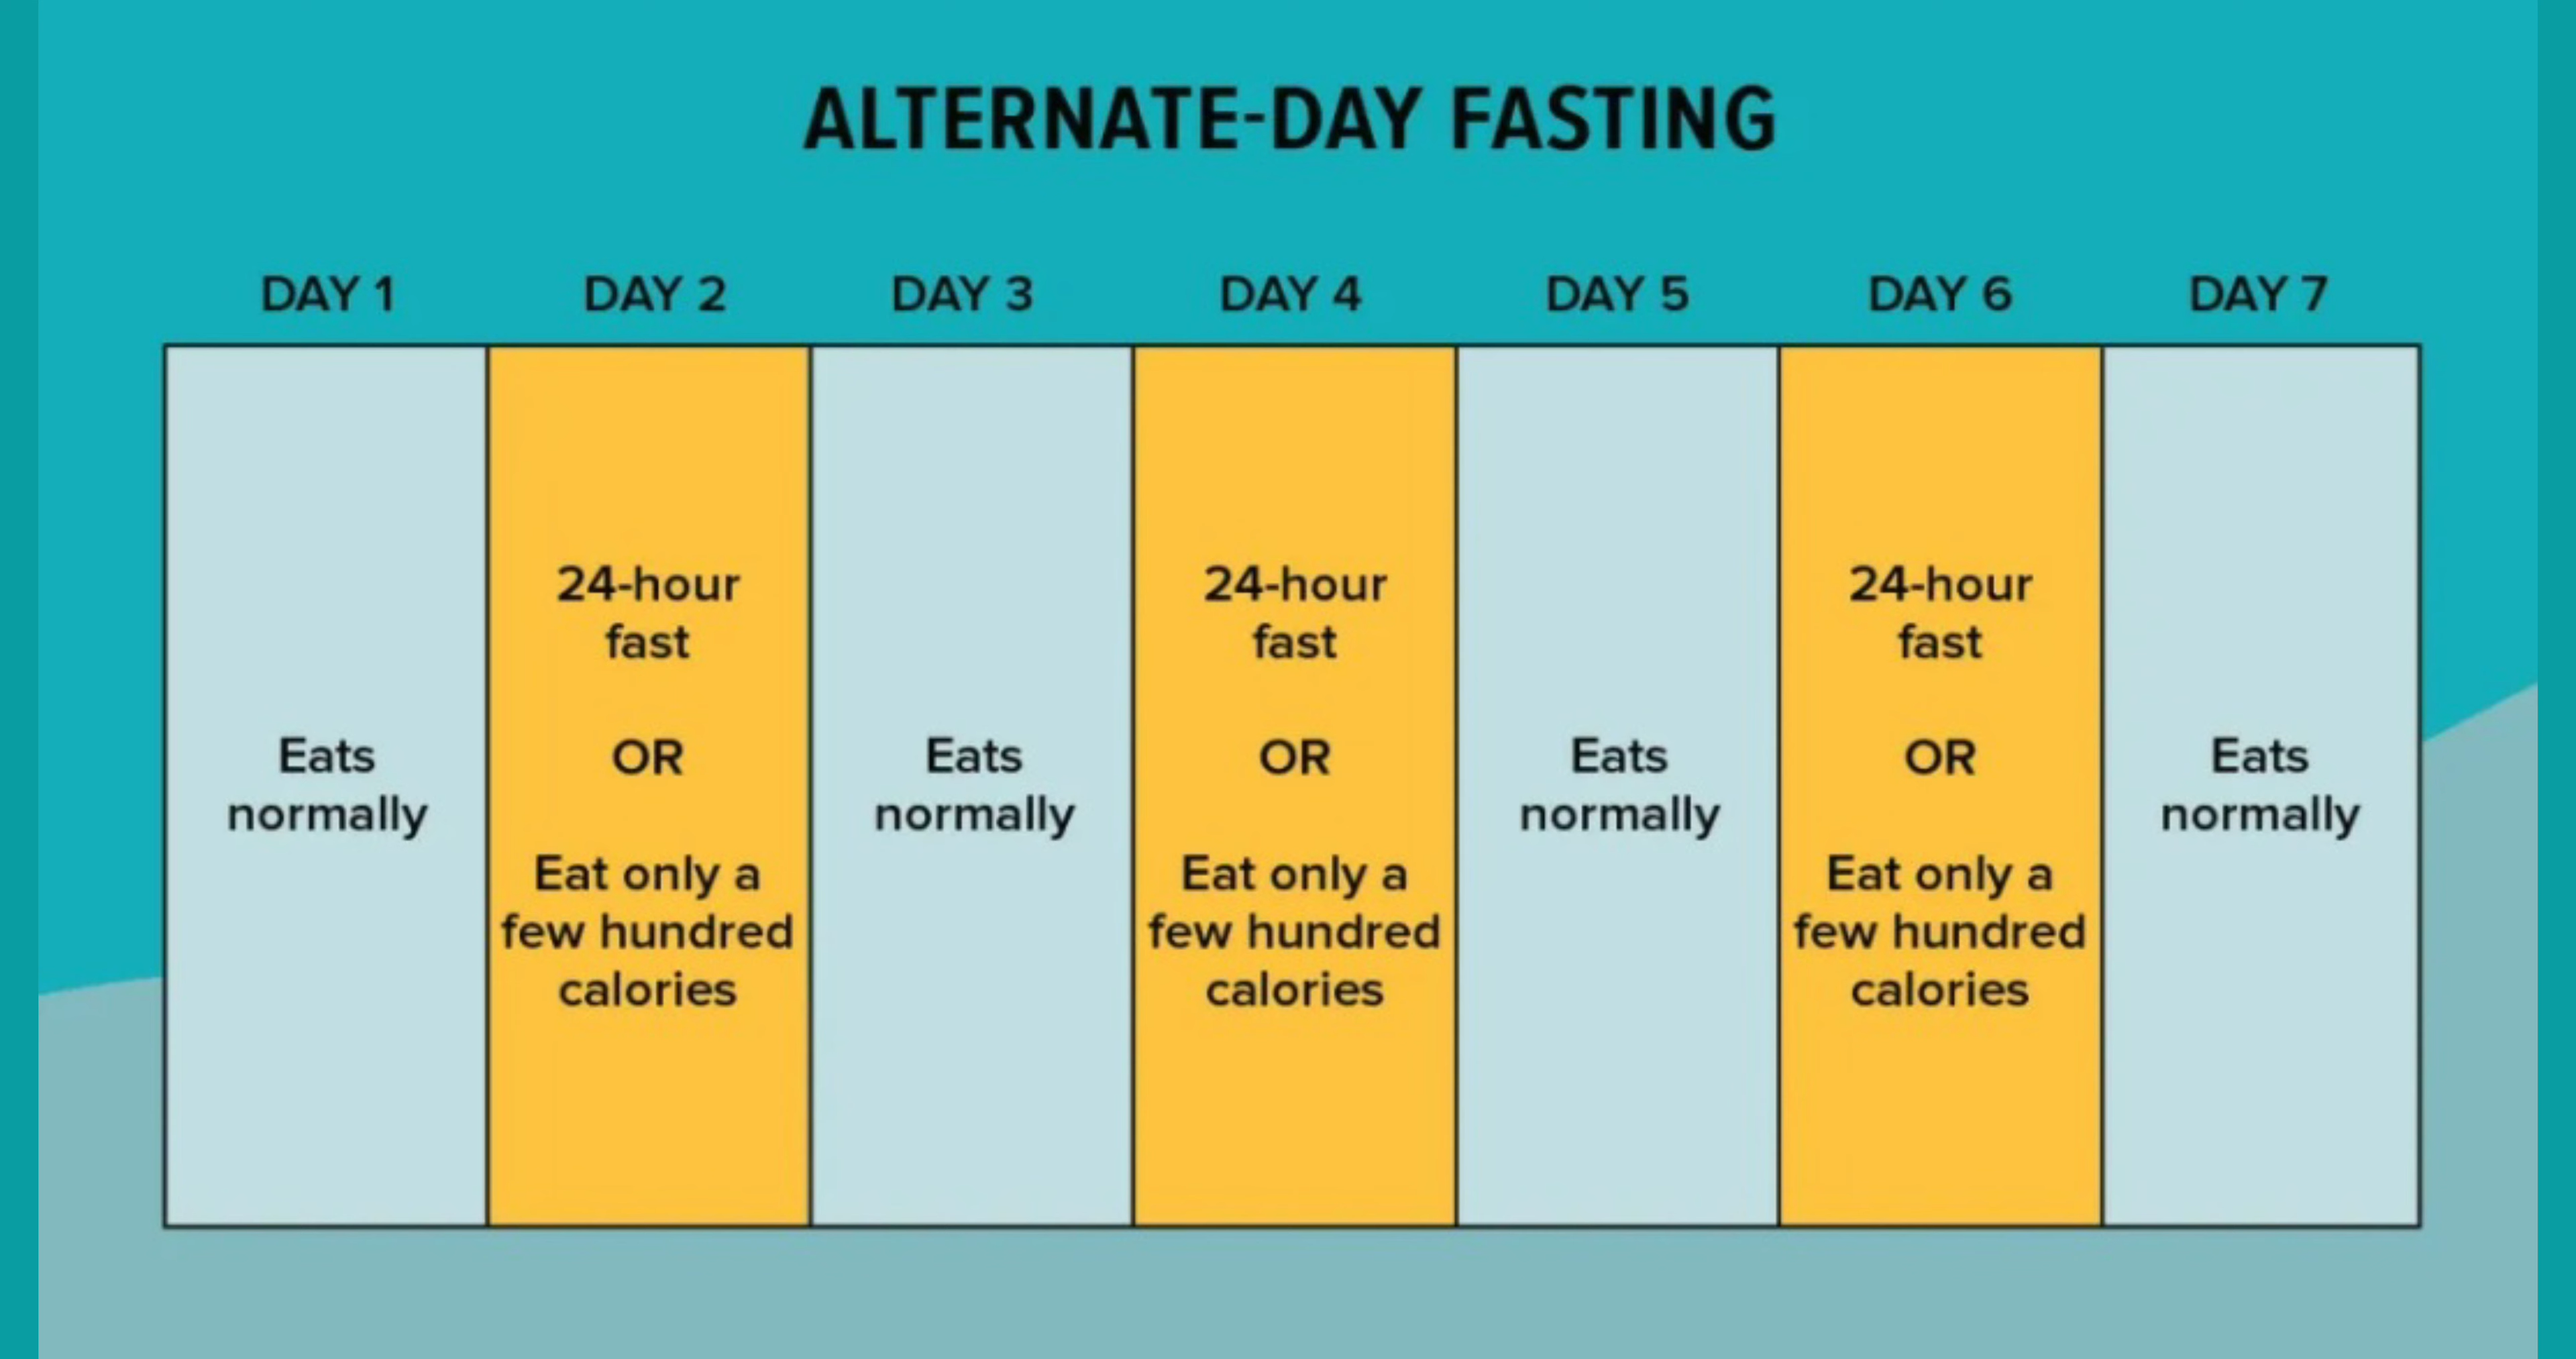 ALTERNATE-DAY FASTING
DAY 1
DAY 2
DAY 3
DAY 4
DAY 5
DAY 6
DAY 7
Eats
normally
24-hour
fast
OR
Eat only a
few hundred
calories
Eats
normally
24-hour
fast
OR
Eat only a
few hundred
calories
Eats
normally
24-hour
fast
OR
Eat only a
few hundred
calories
Eats
normally